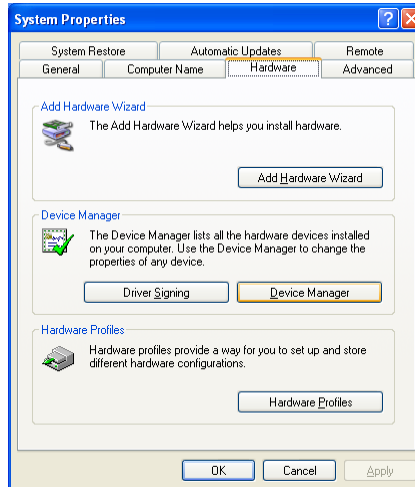 System Properties
System Restore Automatic Updates Remote
General Computer Name Hardware Advanced
Add Hardware Wizard
The Add Hardware Wizard helps you install hardware.
Add Hardware Wizard
Device Manager
The Device Manager lists all the hardware devices installed
on your computer. Use the Device Manager to change the
properties of any device.
Driver Signing Device Manager
Hardware Profiles
Hardware profiles provide a way for you to set up and store
different hardware configurations.
Hardware Profiles
OK Cancel Apply